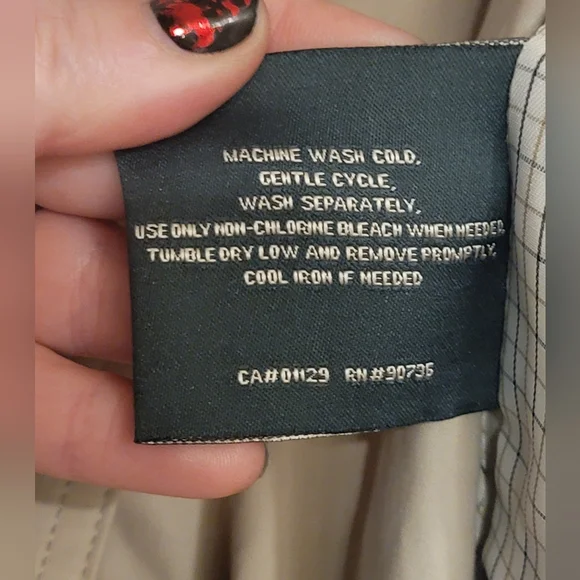 MACHINE WASH COLD,
GENTLE CYCLE,
WASH SEPARATELY,
USE ONLY NON-CHLORINE BLEACH WHEN NEEDED,
TUMBLE DRY LOW AND REMOVE PROMPTLY,
COOL IRON IF NEEDED
CA#01129 RN#90795